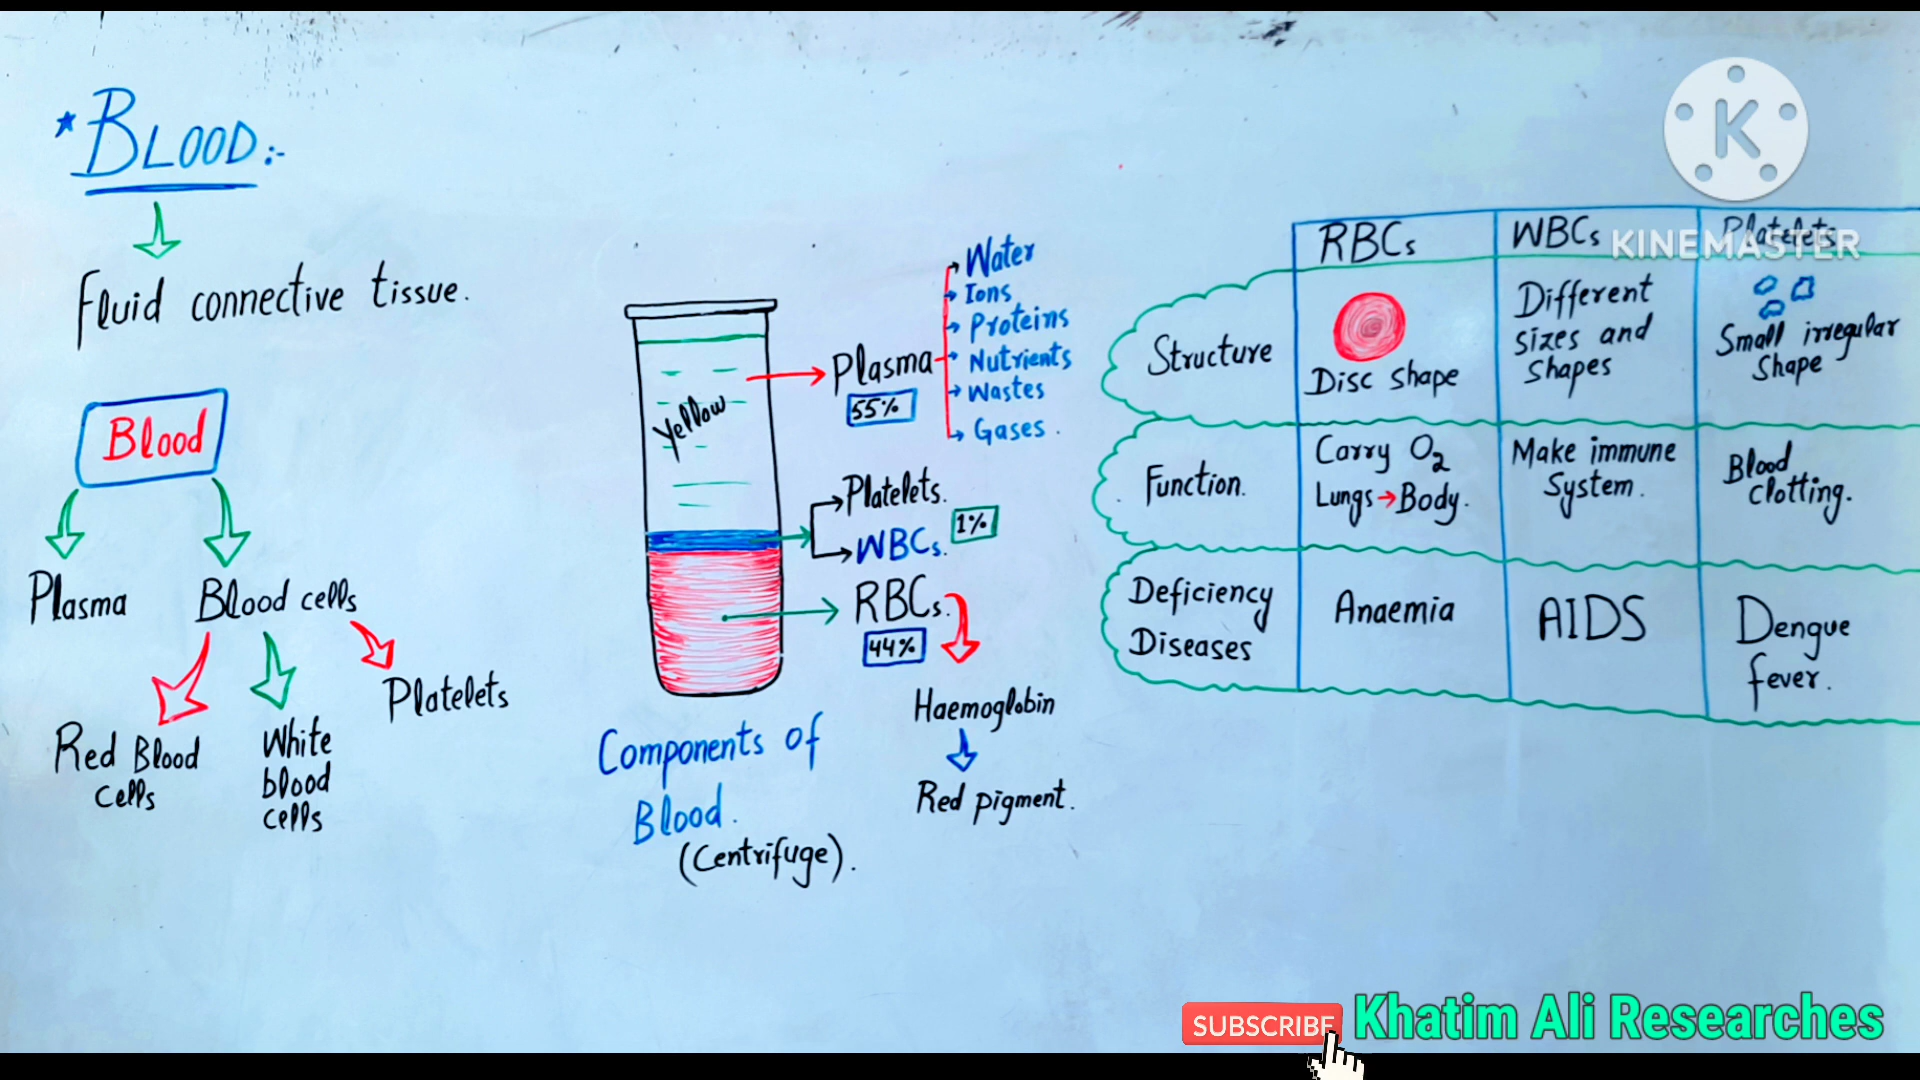 * BLOOD:-
Fluid connective tissue.
Blood
Plasma
Blood cells
Red Blood
cells
White
blood
cells
Platelets
Yellow
Plasma
55%
Water
Ions
Proteins
Nutrients
Wastes
Gases.
Platelets.
WBCs.
1%
RBCs.
44%
Haemoglobin
Red pigment.
Components of
Blood.
(Centrifuge).
RBCs
WBCs
Platelets
Structure
Disc shape
Different
sizes and
shapes
Small irregular
Shape
Function.
Carry O2
Lungs → Body.
Make immune
System.
Blood
clotting.
Deficiency
Diseases
Anaemia
AIDS
Dengue
fever.
K
KINEMASTER
SUBSCRIBE
Khatim Ali Researches